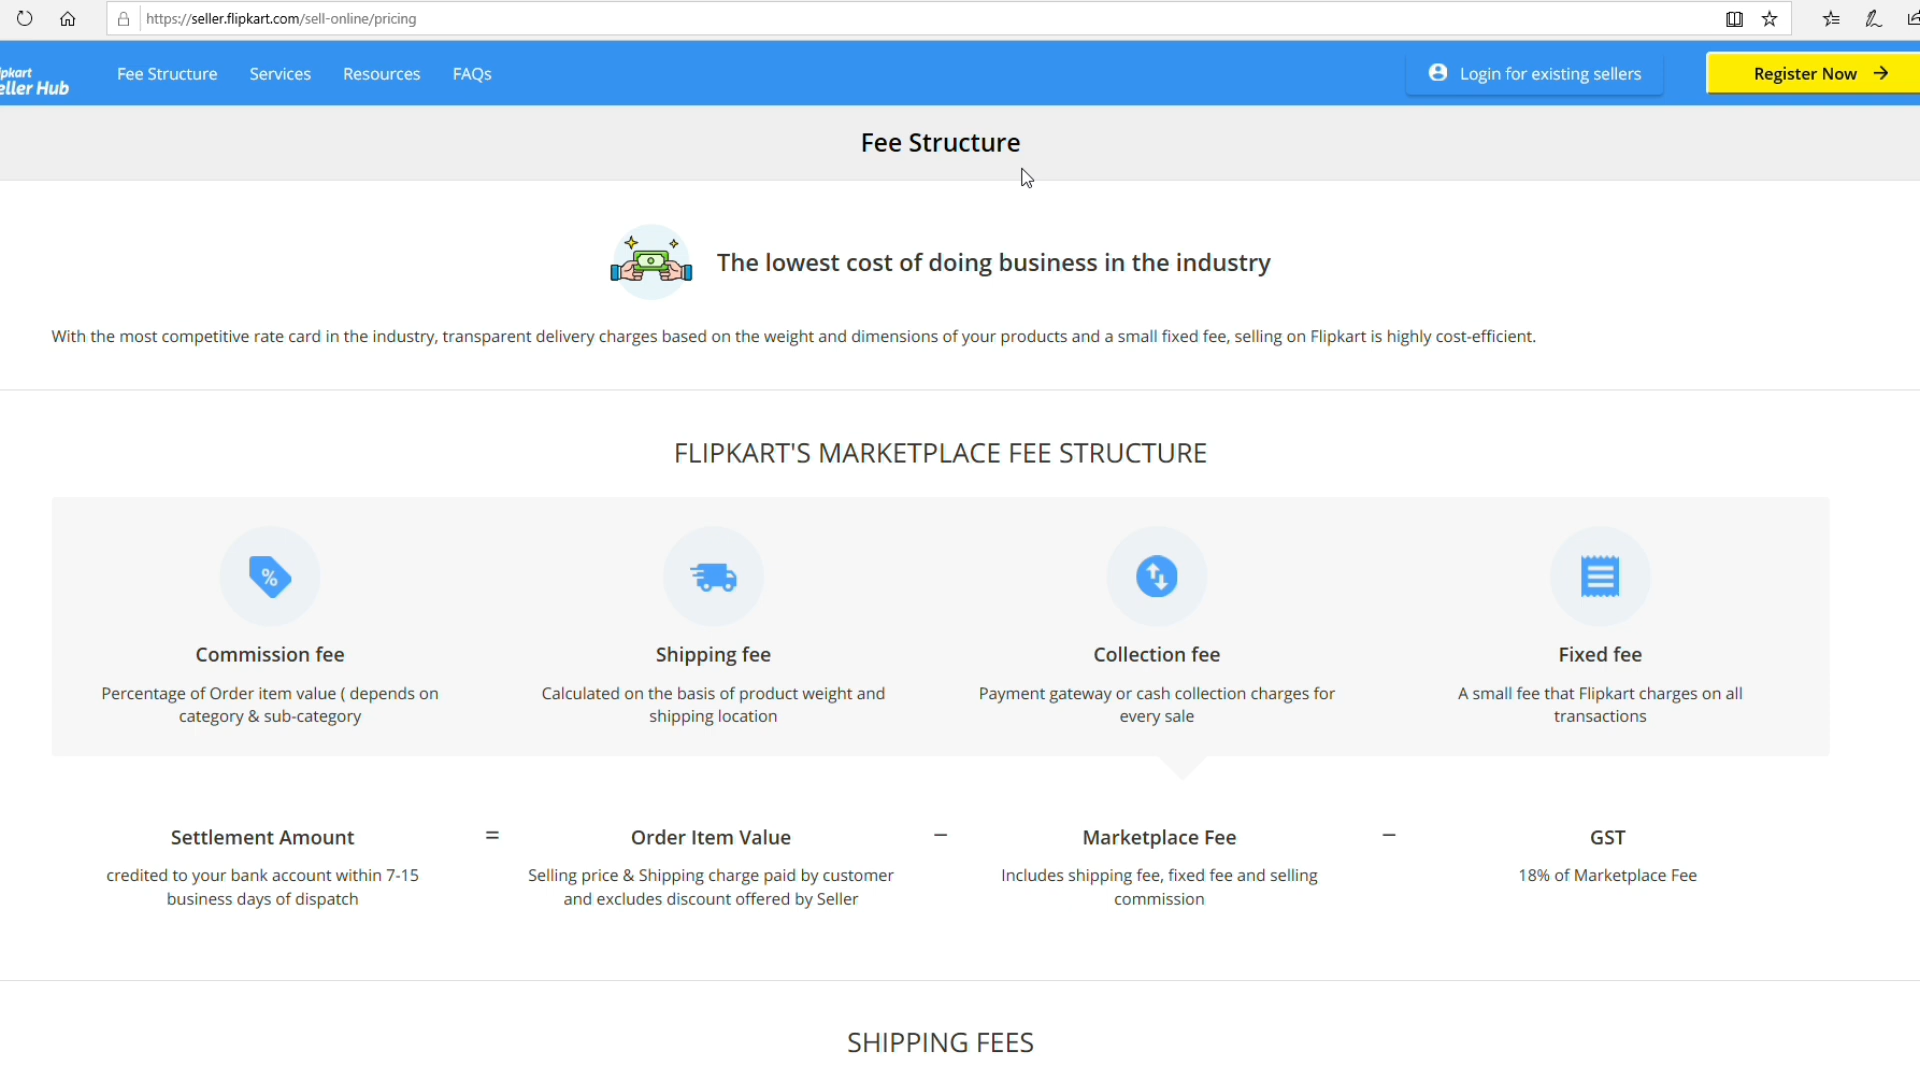 https://seller.flipkart.com/sell-online/pricing
ipkart
eller Hub
Fee Structure
Services
Resources
FAQs
Login for existing sellers
Register Now
Fee Structure
The lowest cost of doing business in the industry
With the most competitive rate card in the industry, transparent delivery charges based on the weight and dimensions of your products and a small fixed fee, selling on Flipkart is highly cost-efficient.
FLIPKART'S MARKETPLACE FEE STRUCTURE
%
Commission fee
Percentage of Order item value ( depends on
category & sub-category
Shipping fee
Calculated on the basis of product weight and
shipping location
Collection fee
Payment gateway or cash collection charges for
every sale
Fixed fee
A small fee that Flipkart charges on all
transactions
Settlement Amount
credited to your bank account within 7-15
business days of dispatch
=
Order Item Value
Selling price & Shipping charge paid by customer
and excludes discount offered by Seller
−
Marketplace Fee
Includes shipping fee, fixed fee and selling
commission
−
GST
18% of Marketplace Fee
SHIPPING FEES